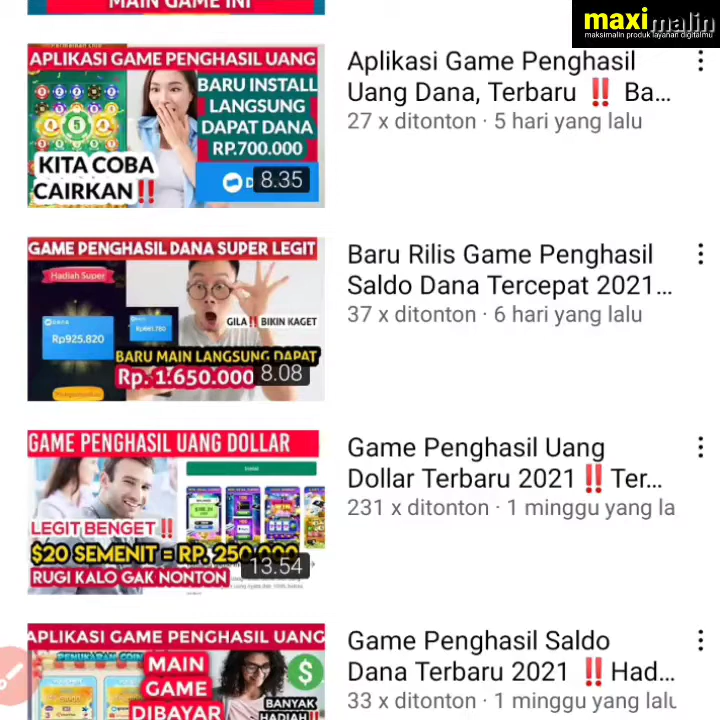 MAIN GAME INI
maximalin
maksimalin produk layanan digitalmu
APLIKASI GAME PENGHASIL UANG
BARU INSTALL
LANGSUNG
DAPAT DANA
RP.700.000
KITA COBA
CAIRKAN‼
8.35
Aplikasi Game Penghasil
Uang Dana, Terbaru ‼ Ba...
27 x ditonton · 5 hari yang lalu
GAME PENGHASIL DANA SUPER LEGIT
Hadiah Super
Rp925.820
GILA‼BIKIN KAGET
BARU MAIN LANGSUNG DAPAT
Rp. 1.650.000
8.08
Baru Rilis Game Penghasil
Saldo Dana Tercepat 2021...
37 x ditonton · 6 hari yang lalu
GAME PENGHASIL UANG DOLLAR
LEGIT BENGET ‼
$20 SEMENIT = RP. 250.000
RUGI KALO GAK NONTON
13.54
Game Penghasil Uang
Dollar Terbaru 2021‼Ter...
231 x ditonton · 1 minggu yang la
APLIKASI GAME PENGHASIL UANG
PENUKARAN COIN
MAIN
GAME
DIBAYAR
$
BANYAK
HADIAH‼
Game Penghasil Saldo
Dana Terbaru 2021 ‼Had...
33 x ditonton · 1 minggu yang lalu